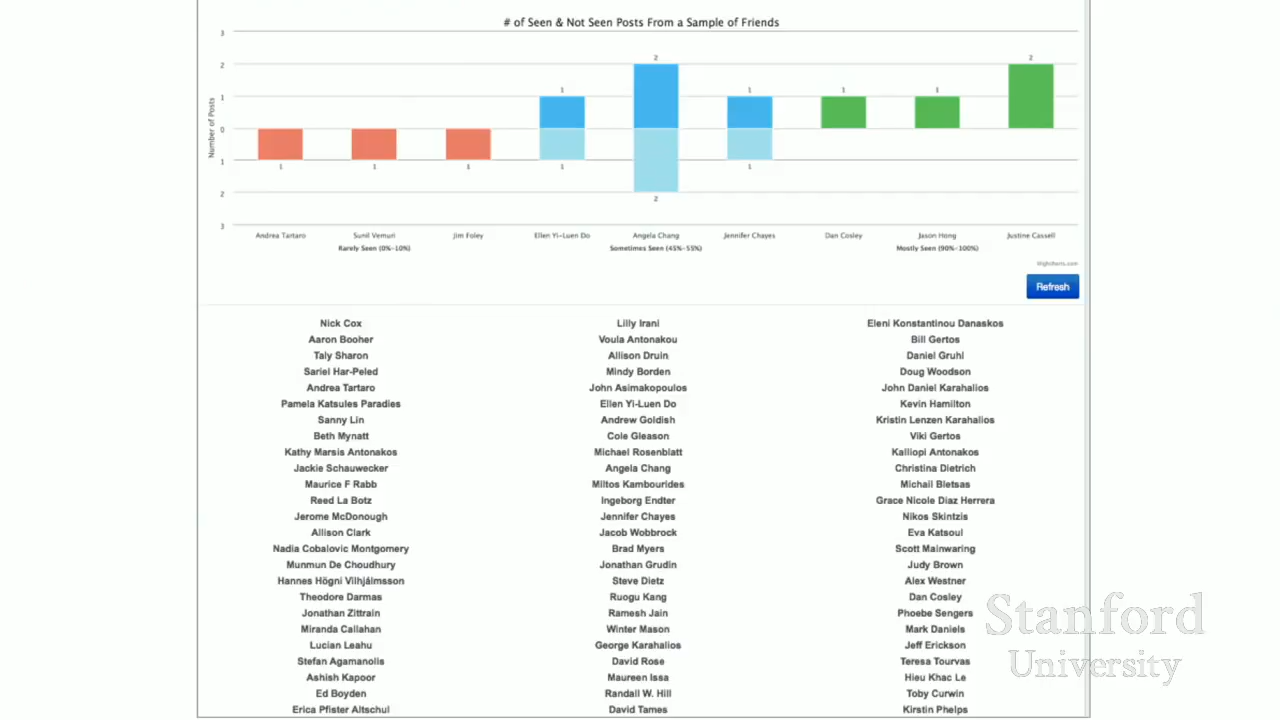 # of Seen & Not Seen Posts From a Sample of Friends
3
2
1
0
1
2
3
Number of Posts
1
1
1
1
1
2
2
1
1
1
1
2
Andrea Tartaro Sunil Vemuri Jim Foley Ellen Yi-Luen Do Angela Chang Jennifer Chayes Dan Cosley Jason Hong Justine Cassell
Rarely Seen (0%-10%) Sometimes Seen (45%-55%) Mostly Seen (90%-100%)
Highcharts.com
Refresh
Nick Cox Lilly Irani Eleni Konstantinou Danaskos
Aaron Booher Voula Antonakou Bill Gertos
Taly Sharon Allison Druin Daniel Gruhl
Sariel Har-Peled Mindy Borden Doug Woodson
Andrea Tartaro John Asimakopoulos John Daniel Karahalios
Pamela Katsules Paradies Ellen Yi-Luen Do Kevin Hamilton
Sanny Lin Andrew Goldish Kristin Lenzen Karahalios
Beth Mynatt Cole Gleason Viki Gertos
Kathy Marsis Antonakos Michael Rosenblatt Kalliopi Antonakos
Jackie Schauwecker Angela Chang Christina Dietrich
Maurice F Rabb Miltos Kambourides Michail Bletsas
Reed La Botz Ingeborg Endter Grace Nicole Diaz Herrera
Jerome McDonough Jennifer Chayes Nikos Skintzis
Allison Clark Jacob Wobbrock Eva Katsoul
Nadia Cobalovic Montgomery Brad Myers Scott Mainwaring
Munmun De Choudhury Jonathan Grudin Judy Brown
Hannes Högni Vilhjálmsson Steve Dietz Alex Westner
Theodore Darmas Ruogu Kang Dan Cosley
Jonathan Zittrain Ramesh Jain Phoebe Sengers
Miranda Callahan Winter Mason Mark Daniels
Lucian Leahu George Karahalios Jeff Erickson
Stefan Agamanolis David Rose Teresa Tourvas
Ashish Kapoor Maureen Issa Hieu Khac Le
Ed Boyden Randall W. Hill Toby Curwin
Erica Pfister Altschul David Tames Kirstin Phelps
Stanford
University